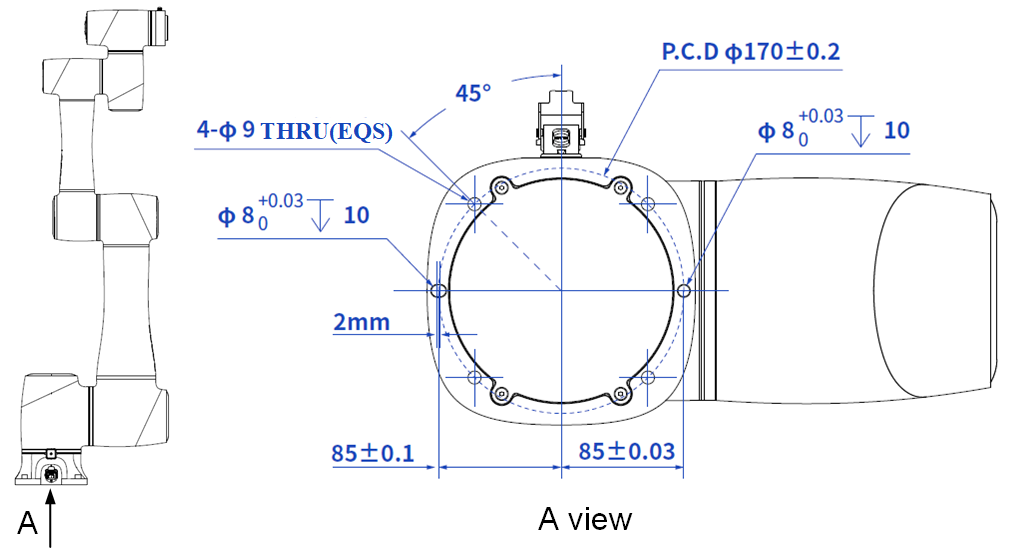 P.C.D φ170±0.2
45°
4-φ 9 THRU(EQS)
φ 8 +0.03 0 ↧ 10
φ 8 +0.03 0 ↧ 10
2mm
85±0.1
85±0.03
A
A view